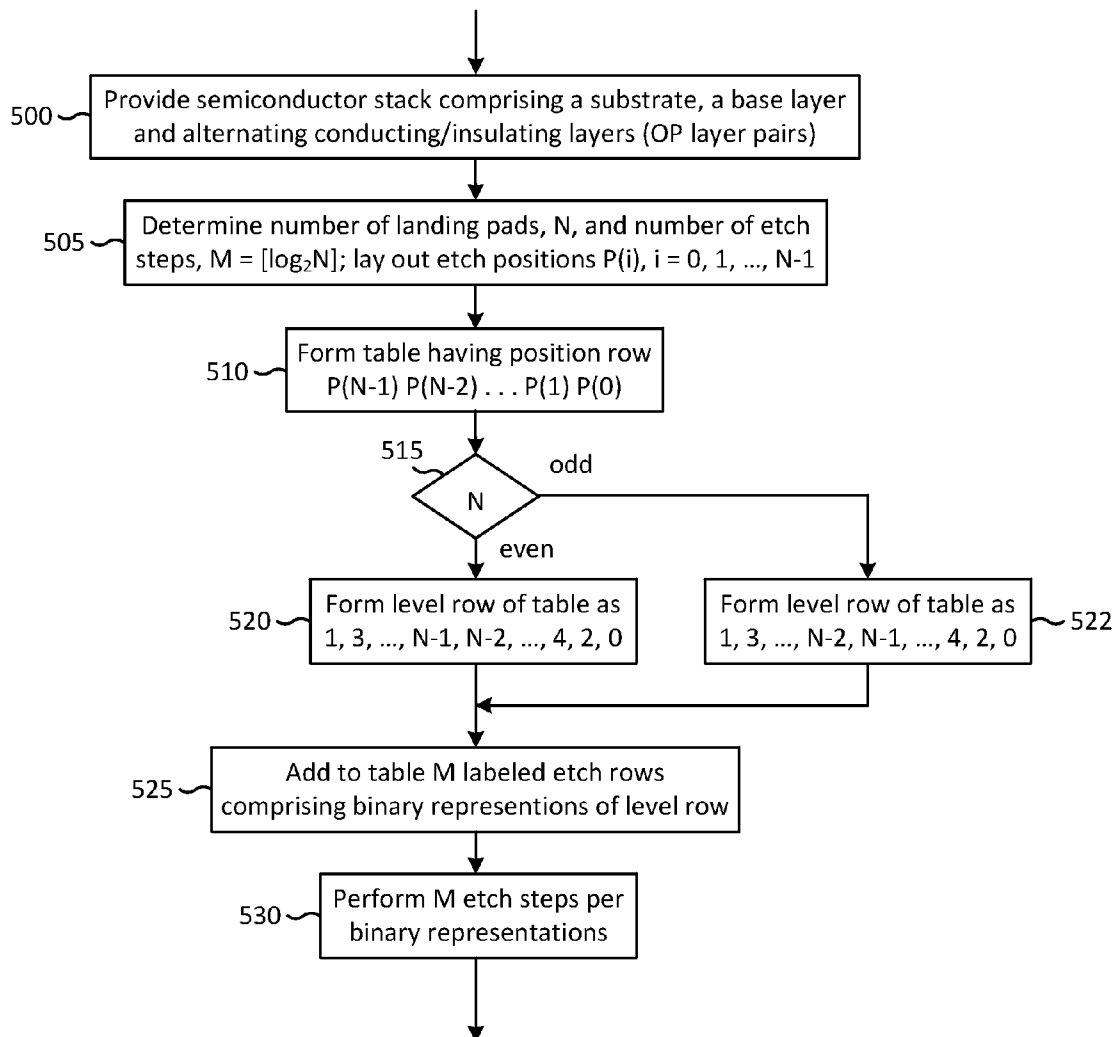 500
Provide semiconductor stack comprising a substrate, a base layer
and alternating conducting/insulating layers (OP layer pairs)
505
Determine number of landing pads, N, and number of etch
steps, M = [log₂N]; lay out etch positions P(i), i = 0, 1, ..., N-1
510
Form table having position row
P(N-1) P(N-2) . . . P(1) P(0)
515
odd
N
even
520
Form level row of table as
1, 3, ..., N-1, N-2, ..., 4, 2, 0
Form level row of table as
1, 3, ..., N-2, N-1, ..., 4, 2, 0
522
525
Add to table M labeled etch rows
comprising binary representions of level row
530
Perform M etch steps per
binary representations